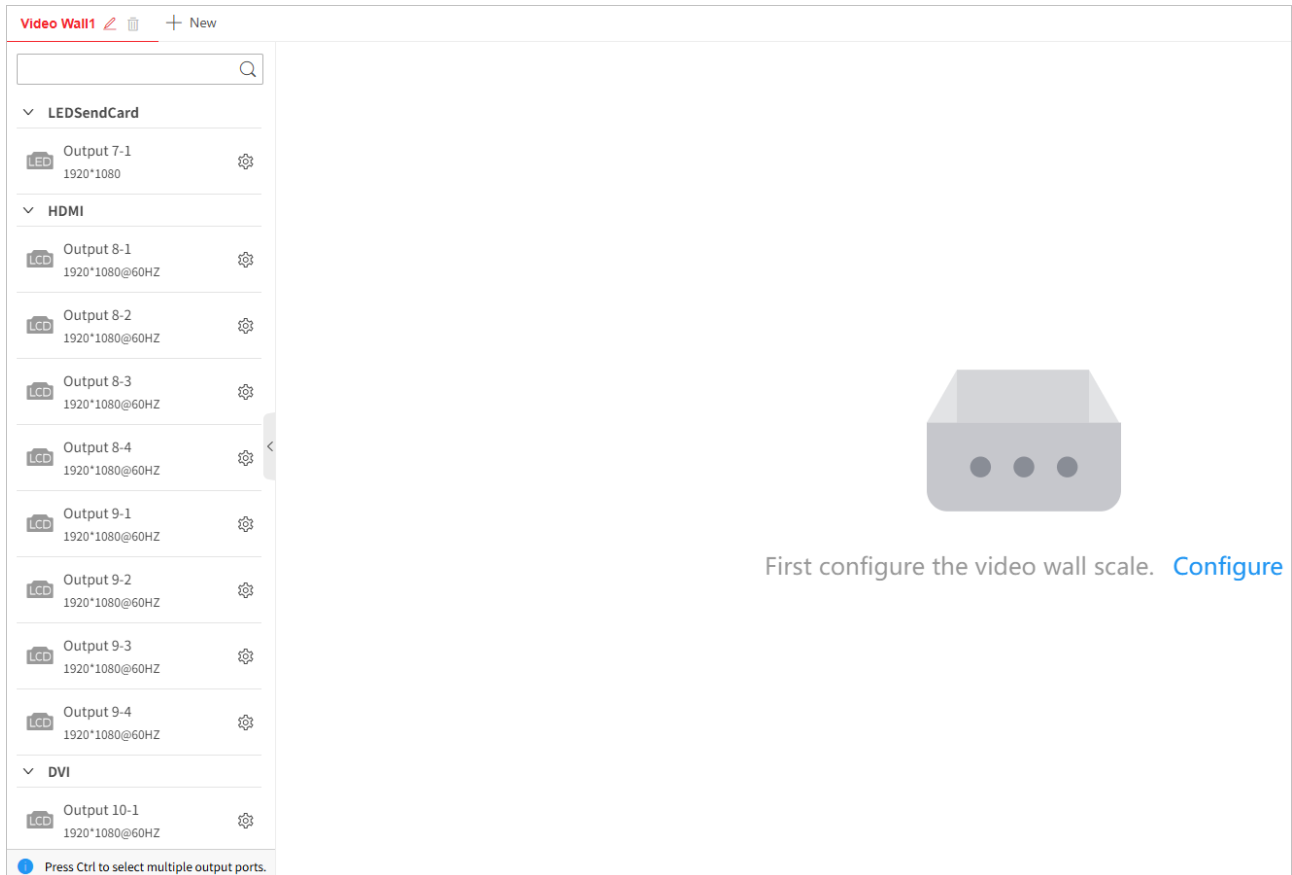 Video Wall1
New
LEDSendCard
LED
Output 7-1
1920*1080
HDMI
LCD
Output 8-1
1920*1080@60HZ
LCD
Output 8-2
1920*1080@60HZ
LCD
Output 8-3
1920*1080@60HZ
LCD
Output 8-4
1920*1080@60HZ
LCD
Output 9-1
1920*1080@60HZ
LCD
Output 9-2
1920*1080@60HZ
LCD
Output 9-3
1920*1080@60HZ
LCD
Output 9-4
1920*1080@60HZ
DVI
LCD
Output 10-1
1920*1080@60HZ
Press Ctrl to select multiple output ports.
First configure the video wall scale. Configure